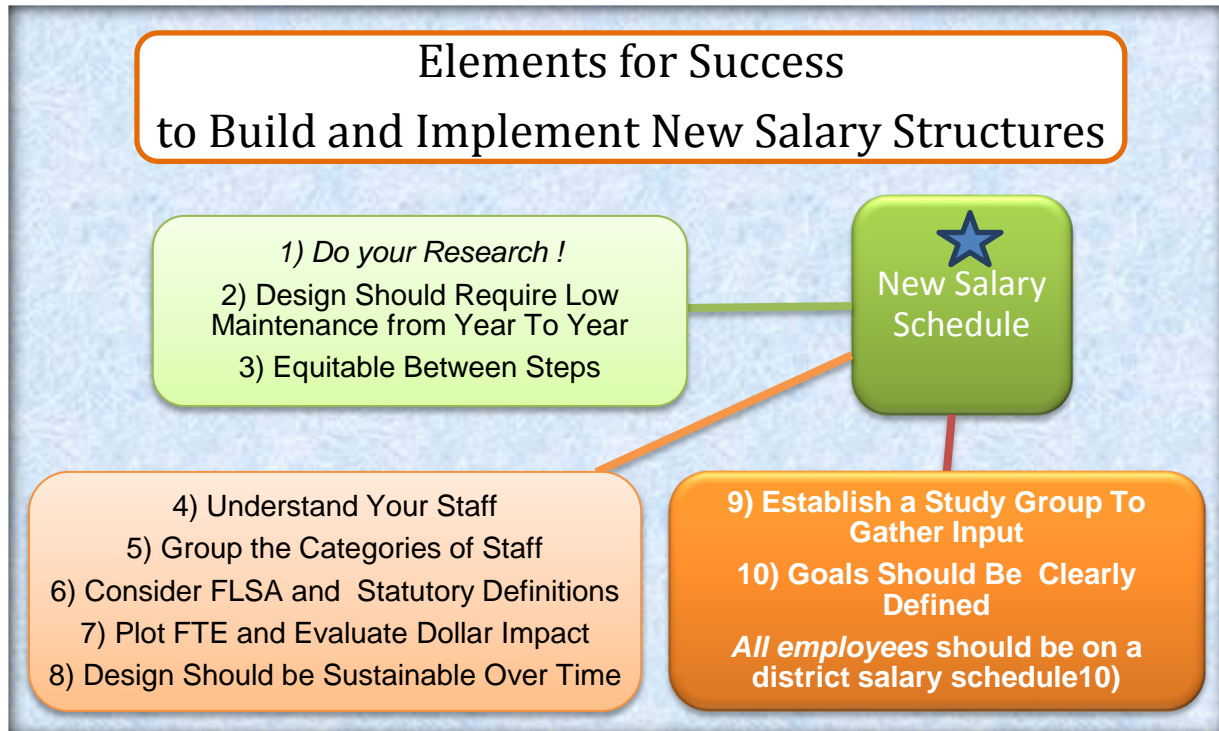 Elements for Success
to Build and Implement New Salary Structures
1) Do your Research !
2) Design Should Require Low
Maintenance from Year To Year
3) Equitable Between Steps
New Salary
Schedule
4) Understand Your Staff
5) Group the Categories of Staff
6) Consider FLSA and Statutory Definitions
7) Plot FTE and Evaluate Dollar Impact
8) Design Should be Sustainable Over Time
9) Establish a Study Group To
Gather Input
10) Goals Should Be Clearly
Defined
All employees should be on a
district salary schedule10)